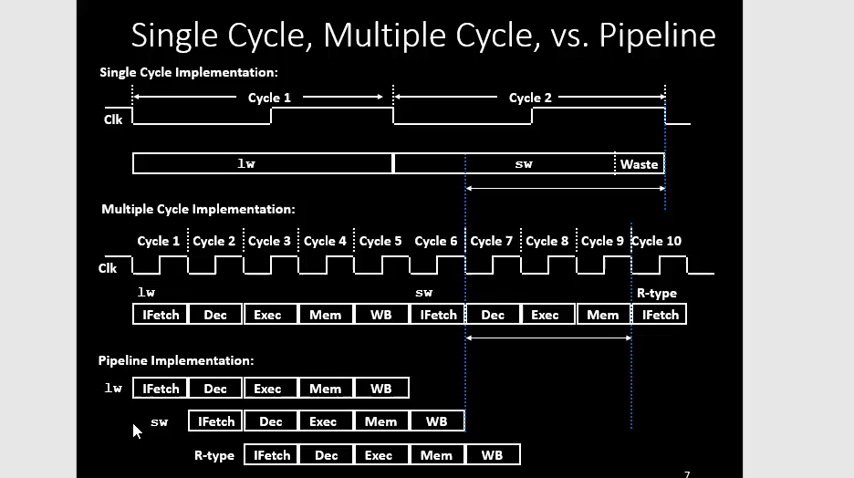 Single Cycle, Multiple Cycle, vs. Pipeline
Single Cycle Implementation:
Cycle 1 Cycle 2
Clk
lw sw Waste
Multiple Cycle Implementation:
Cycle 1 Cycle 2 Cycle 3 Cycle 4 Cycle 5 Cycle 6 Cycle 7 Cycle 8 Cycle 9 Cycle 10
Clk
lw sw R-type
IFetch Dec Exec Mem WB IFetch Dec Exec Mem IFetch
Pipeline Implementation:
lw IFetch Dec Exec Mem WB
sw IFetch Dec Exec Mem WB
R-type IFetch Dec Exec Mem WB
7